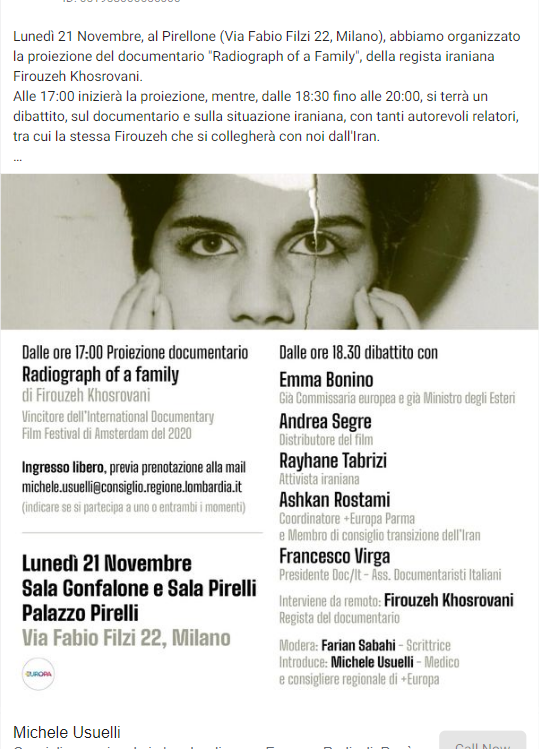 Lunedì 21 Novembre, al Pirellone (Via Fabio Filzi 22, Milano), abbiamo organizzato
la proiezione del documentario "Radiograph of a Family", della regista iraniana
Firouzeh Khosrovani.
Alle 17:00 inizierà la proiezione, mentre, dalle 18:30 fino alle 20:00, si terrà un
dibattito, sul documentario e sulla situazione iraniana, con tanti autorevoli relatori,
tra cui la stessa Firouzeh che si collegherà con noi dall'Iran.
...
Dalle ore 17:00 Proiezione documentario
Radiograph of a family
di Firouzeh Khosrovani
Vincitore dell'International Documentary
Film Festival di Amsterdam del 2020
Ingresso libero, previa prenotazione alla mail
michele.usuelli@consiglio.regione.lombardia.it
(indicare se si partecipa a uno o entrambi i momenti)
Lunedì 21 Novembre
Sala Gonfalone e Sala Pirelli
Palazzo Pirelli
Via Fabio Filzi 22, Milano
+EUROPA
Dalle ore 18.30 dibattito con
Emma Bonino
Già Commissaria europea e già Ministro degli Esteri
Andrea Segre
Distributore del film
Rayhane Tabrizi
Attivista iraniana
Ashkan Rostami
Coordinatore +Europa Parma
e Membro di consiglio transizione dell'Iran
Francesco Virga
Presidente Doc/It - Ass. Documentaristi Italiani
Interviene da remoto: Firouzeh Khosrovani
Regista del documentario
Modera: Farian Sabahi - Scrittrice
Introduce: Michele Usuelli - Medico
e consigliere regionale di +Europa
Michele Usuelli
Call Now